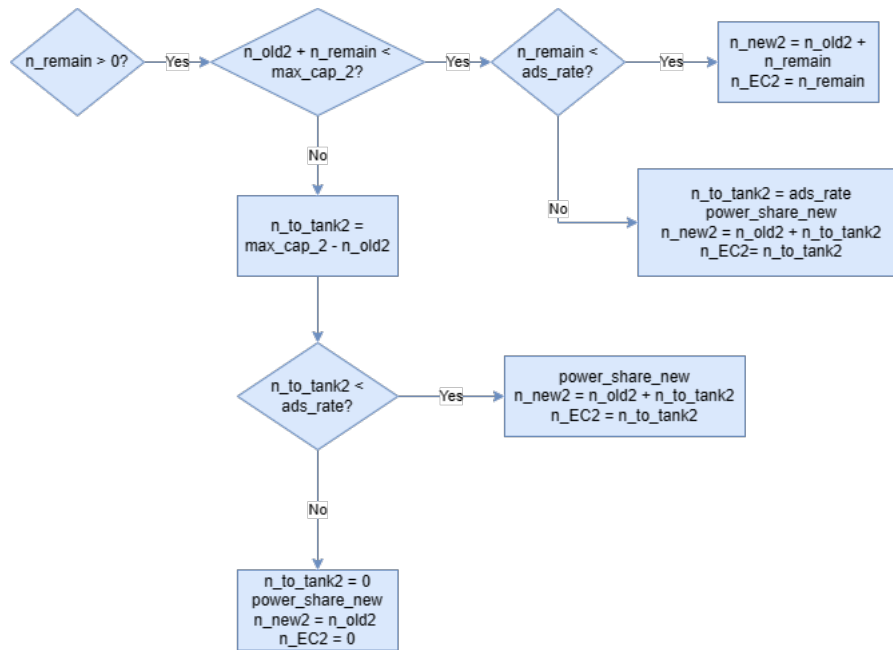 n_remain > 0?
Yes
n_old2 + n_remain <
max_cap_2?
Yes
n_remain <
ads_rate?
Yes
n_new2 = n_old2 +
n_remain
n_EC2 = n_remain
No
n_to_tank2 = ads_rate
power_share_new
n_new2 = n_old2 + n_to_tank2
n_EC2= n_to_tank2
No
n_to_tank2 =
max_cap_2 - n_old2
n_to_tank2 <
ads_rate?
Yes
power_share_new
n_new2 = n_old2 + n_to_tank2
n_EC2 = n_to_tank2
No
n_to_tank2 = 0
power_share_new
n_new2 = n_old2
n_EC2 = 0